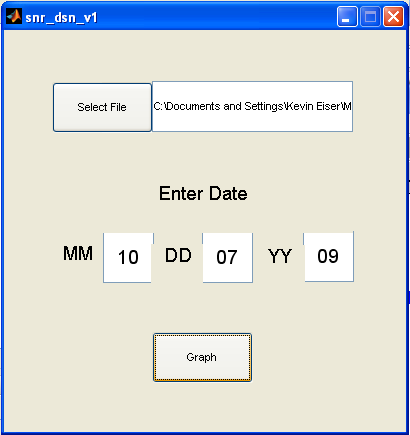 snr_dsn_v1
Select File C:\Documents and Settings\Kevin Eiser\M
Enter Date
MM 10 DD 07 YY 09
Graph